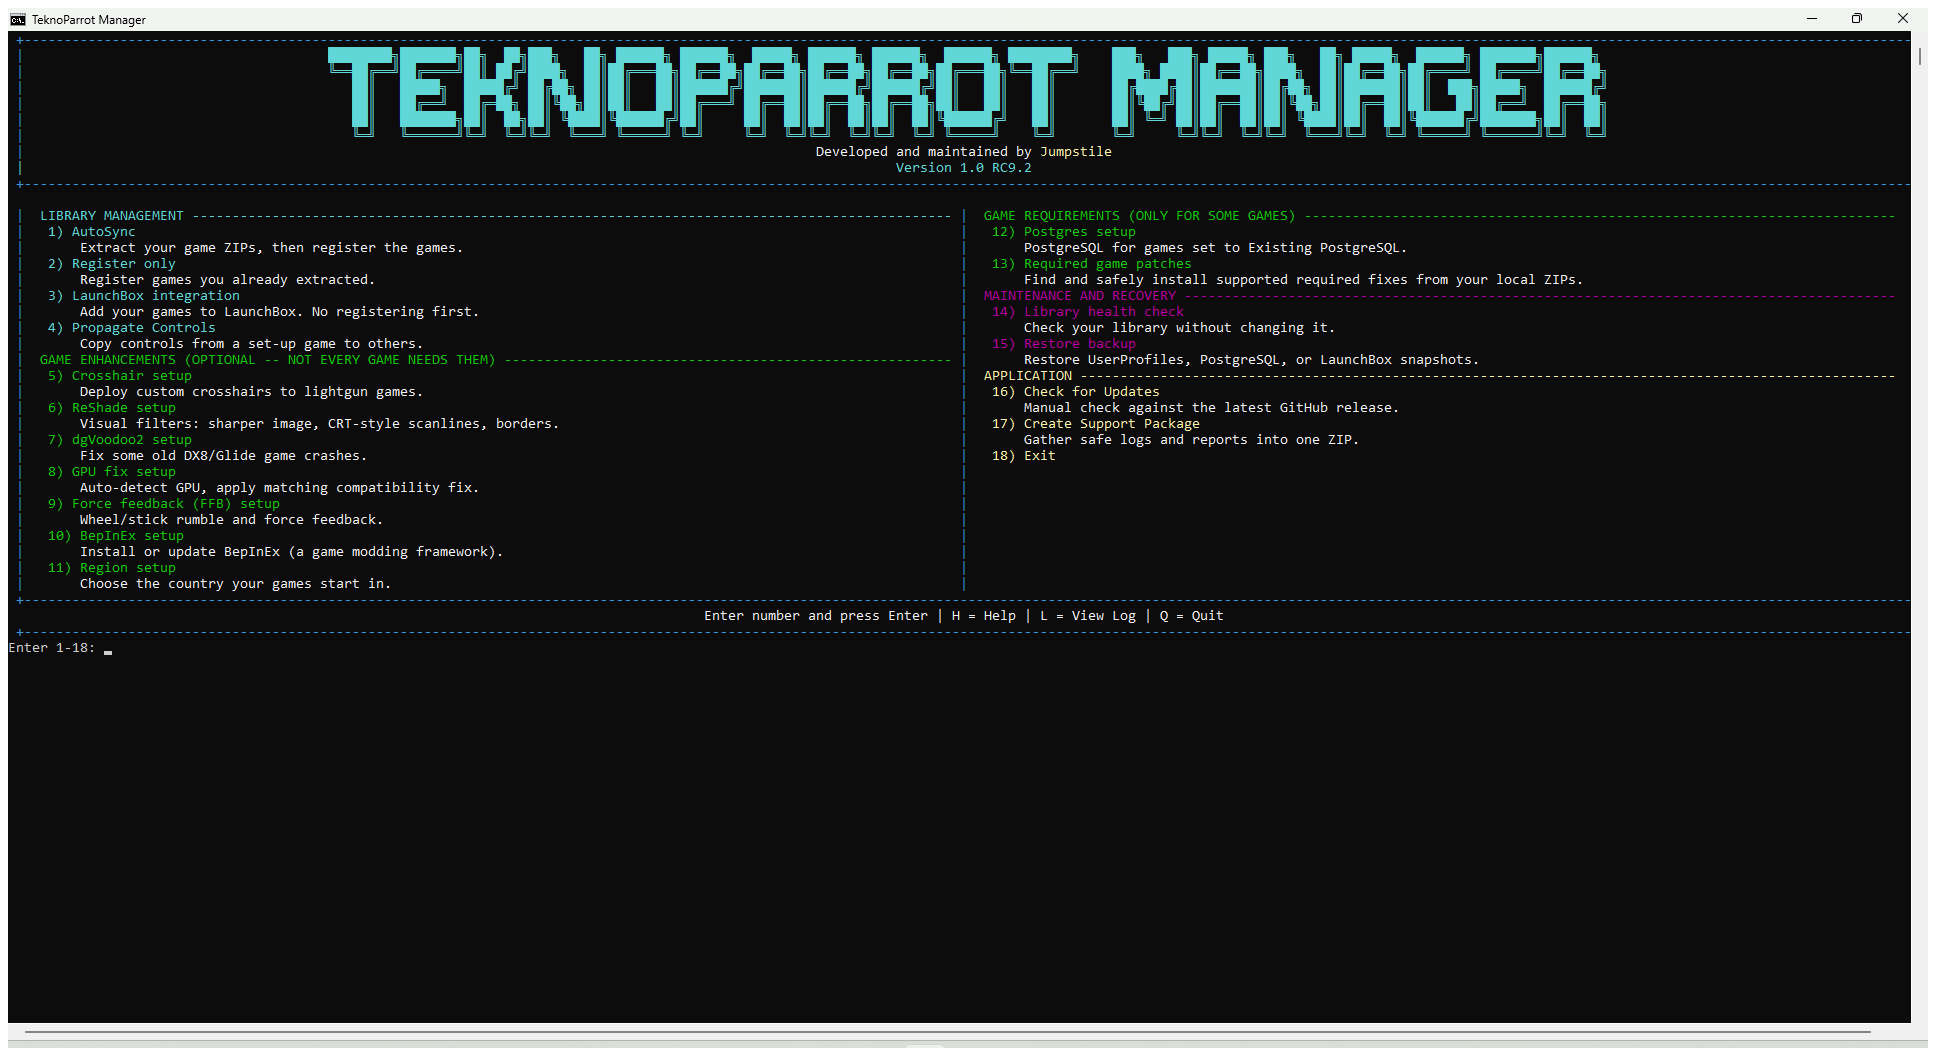 TeknoParrot Manager
TEKNOPARROT MANAGER
Developed and maintained by Jumpstile
Version 1.0 RC9.2
LIBRARY MANAGEMENT
1) AutoSync
Extract your game ZIPs, then register the games.
2) Register only
Register games you already extracted.
3) LaunchBox integration
Add your games to LaunchBox. No registering first.
4) Propagate Controls
Copy controls from a set-up game to others.
GAME ENHANCEMENTS (OPTIONAL -- NOT EVERY GAME NEEDS THEM)
5) Crosshair setup
Deploy custom crosshairs to lightgun games.
6) ReShade setup
Visual filters: sharper image, CRT-style scanlines, borders.
7) dgVoodoo2 setup
Fix some old DX8/Glide game crashes.
8) GPU fix setup
Auto-detect GPU, apply matching compatibility fix.
9) Force feedback (FFB) setup
Wheel/stick rumble and force feedback.
10) BepInEx setup
Install or update BepInEx (a game modding framework).
11) Region setup
Choose the country your games start in.
GAME REQUIREMENTS (ONLY FOR SOME GAMES)
12) Postgres setup
PostgreSQL for games set to Existing PostgreSQL.
13) Required game patches
Find and safely install supported required fixes from your local ZIPs.
MAINTENANCE AND RECOVERY
14) Library health check
Check your library without changing it.
15) Restore backup
Restore UserProfiles, PostgreSQL, or LaunchBox snapshots.
APPLICATION
16) Check for Updates
Manual check against the latest GitHub release.
17) Create Support Package
Gather safe logs and reports into one ZIP.
18) Exit
Enter number and press Enter | H = Help | L = View Log | Q = Quit
Enter 1-18: